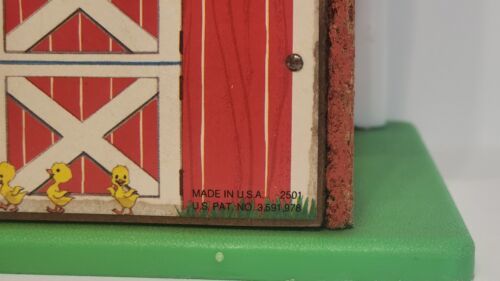 MADE IN U.S.A. 2501
U.S. PAT. NO. 3,591,978